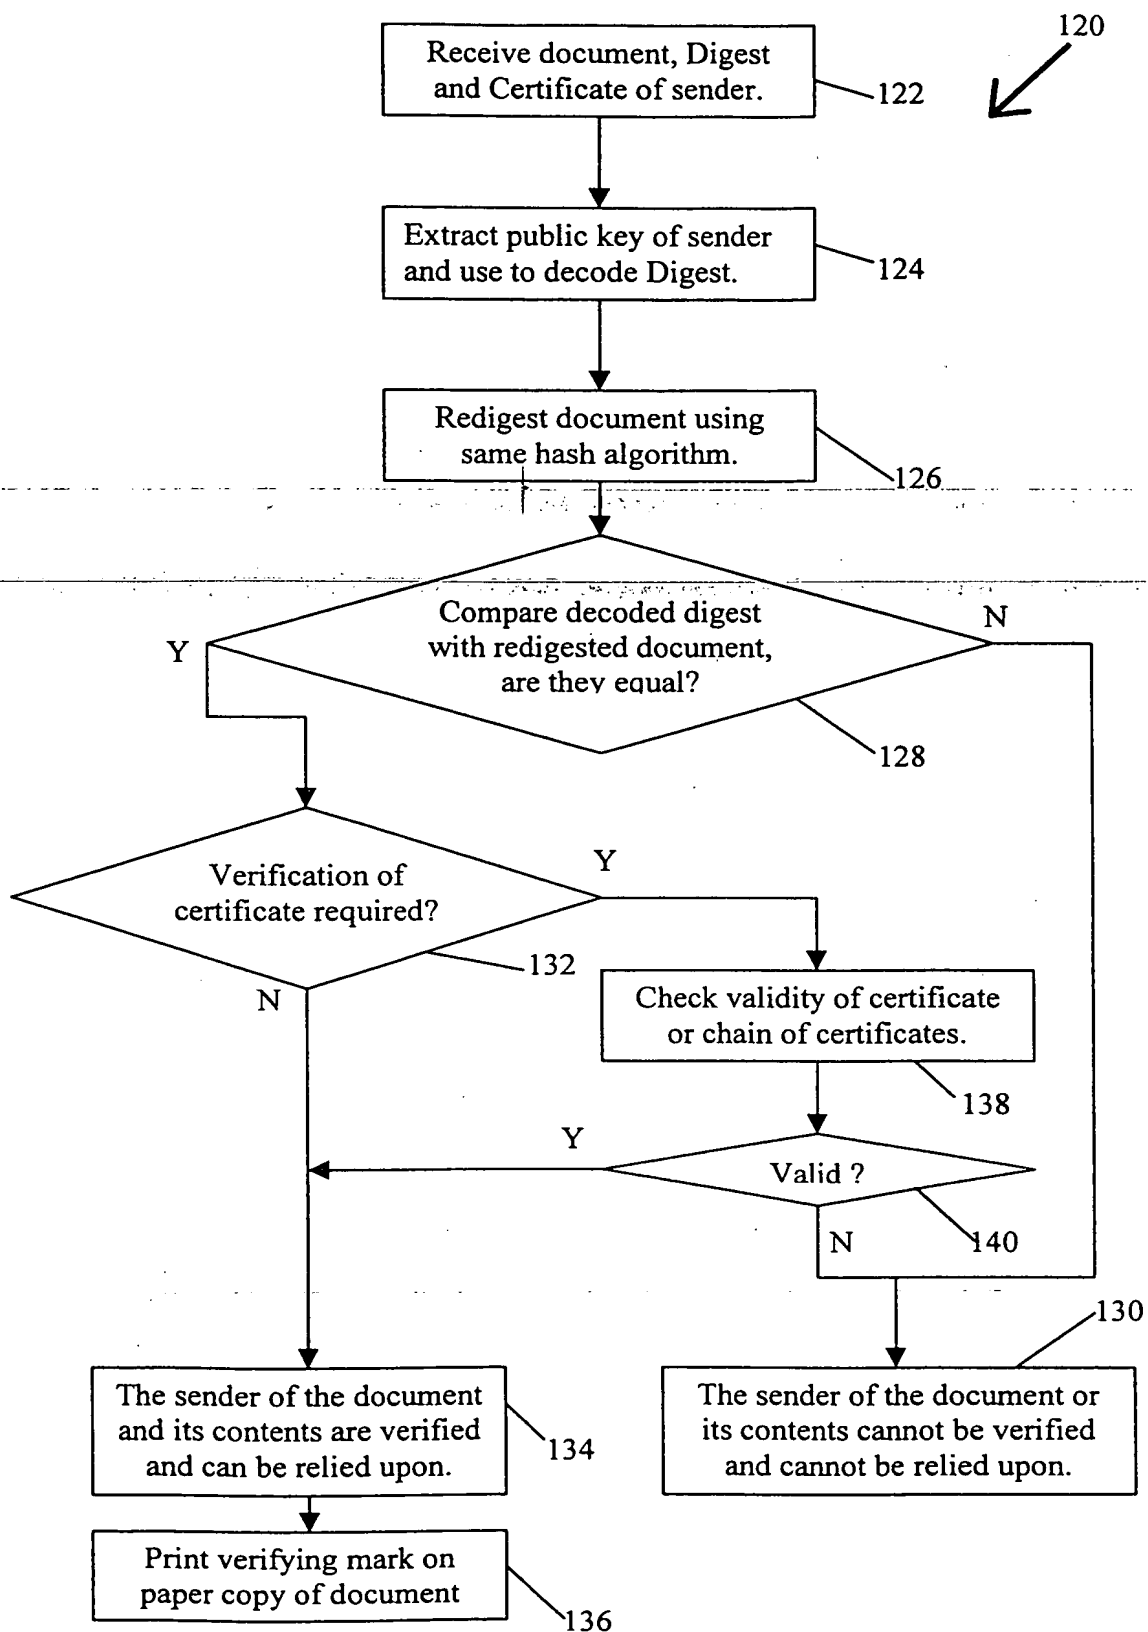 120
Receive document, Digest
and Certificate of sender.
122
Extract public key of sender
and use to decode Digest.
124
Redigest document using
same hash algorithm.
126
Compare decoded digest
with redigested document,
are they equal?
Y
N
128
Verification of
certificate required?
Y
132
N
Check validity of certificate
or chain of certificates.
138
Y
Valid ?
N
140
130
The sender of the document
and its contents are verified
and can be relied upon.
134
The sender of the document or
its contents cannot be verified
and cannot be relied upon.
Print verifying mark on
paper copy of document
136